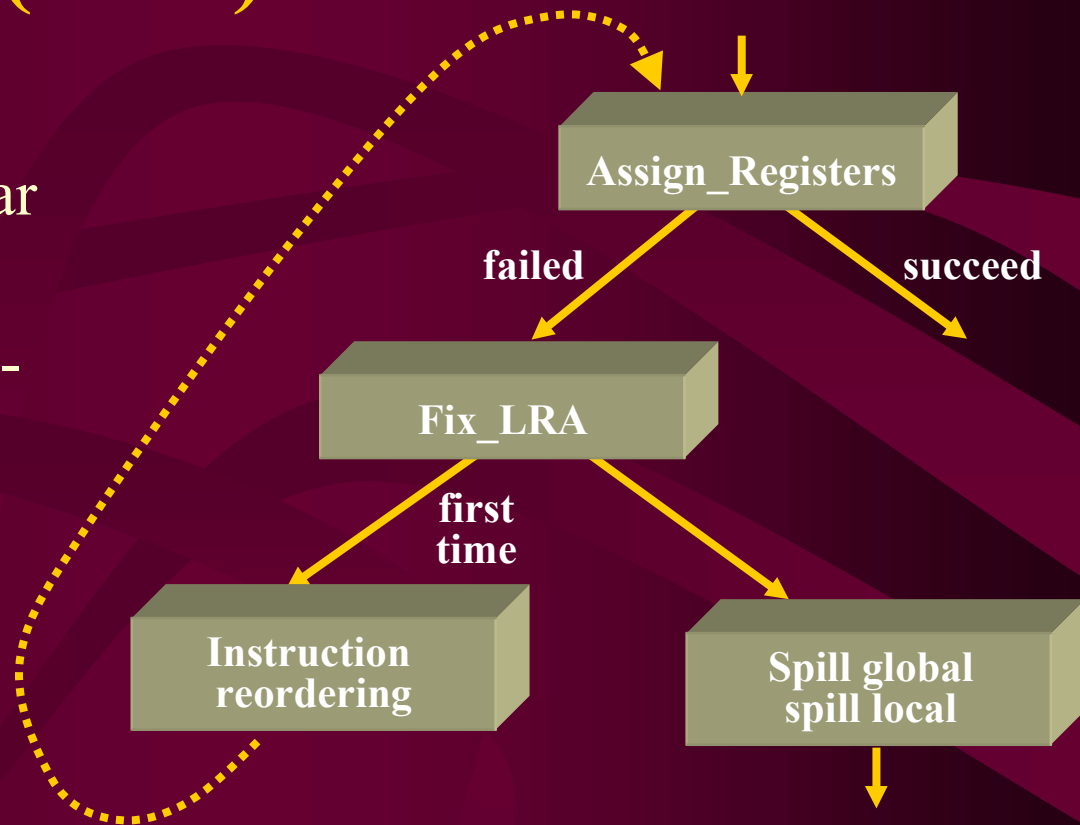 Assign_Registers
failed
succeed
Fix_LRA
first
time
Instruction
reordering
Spill global
spill local